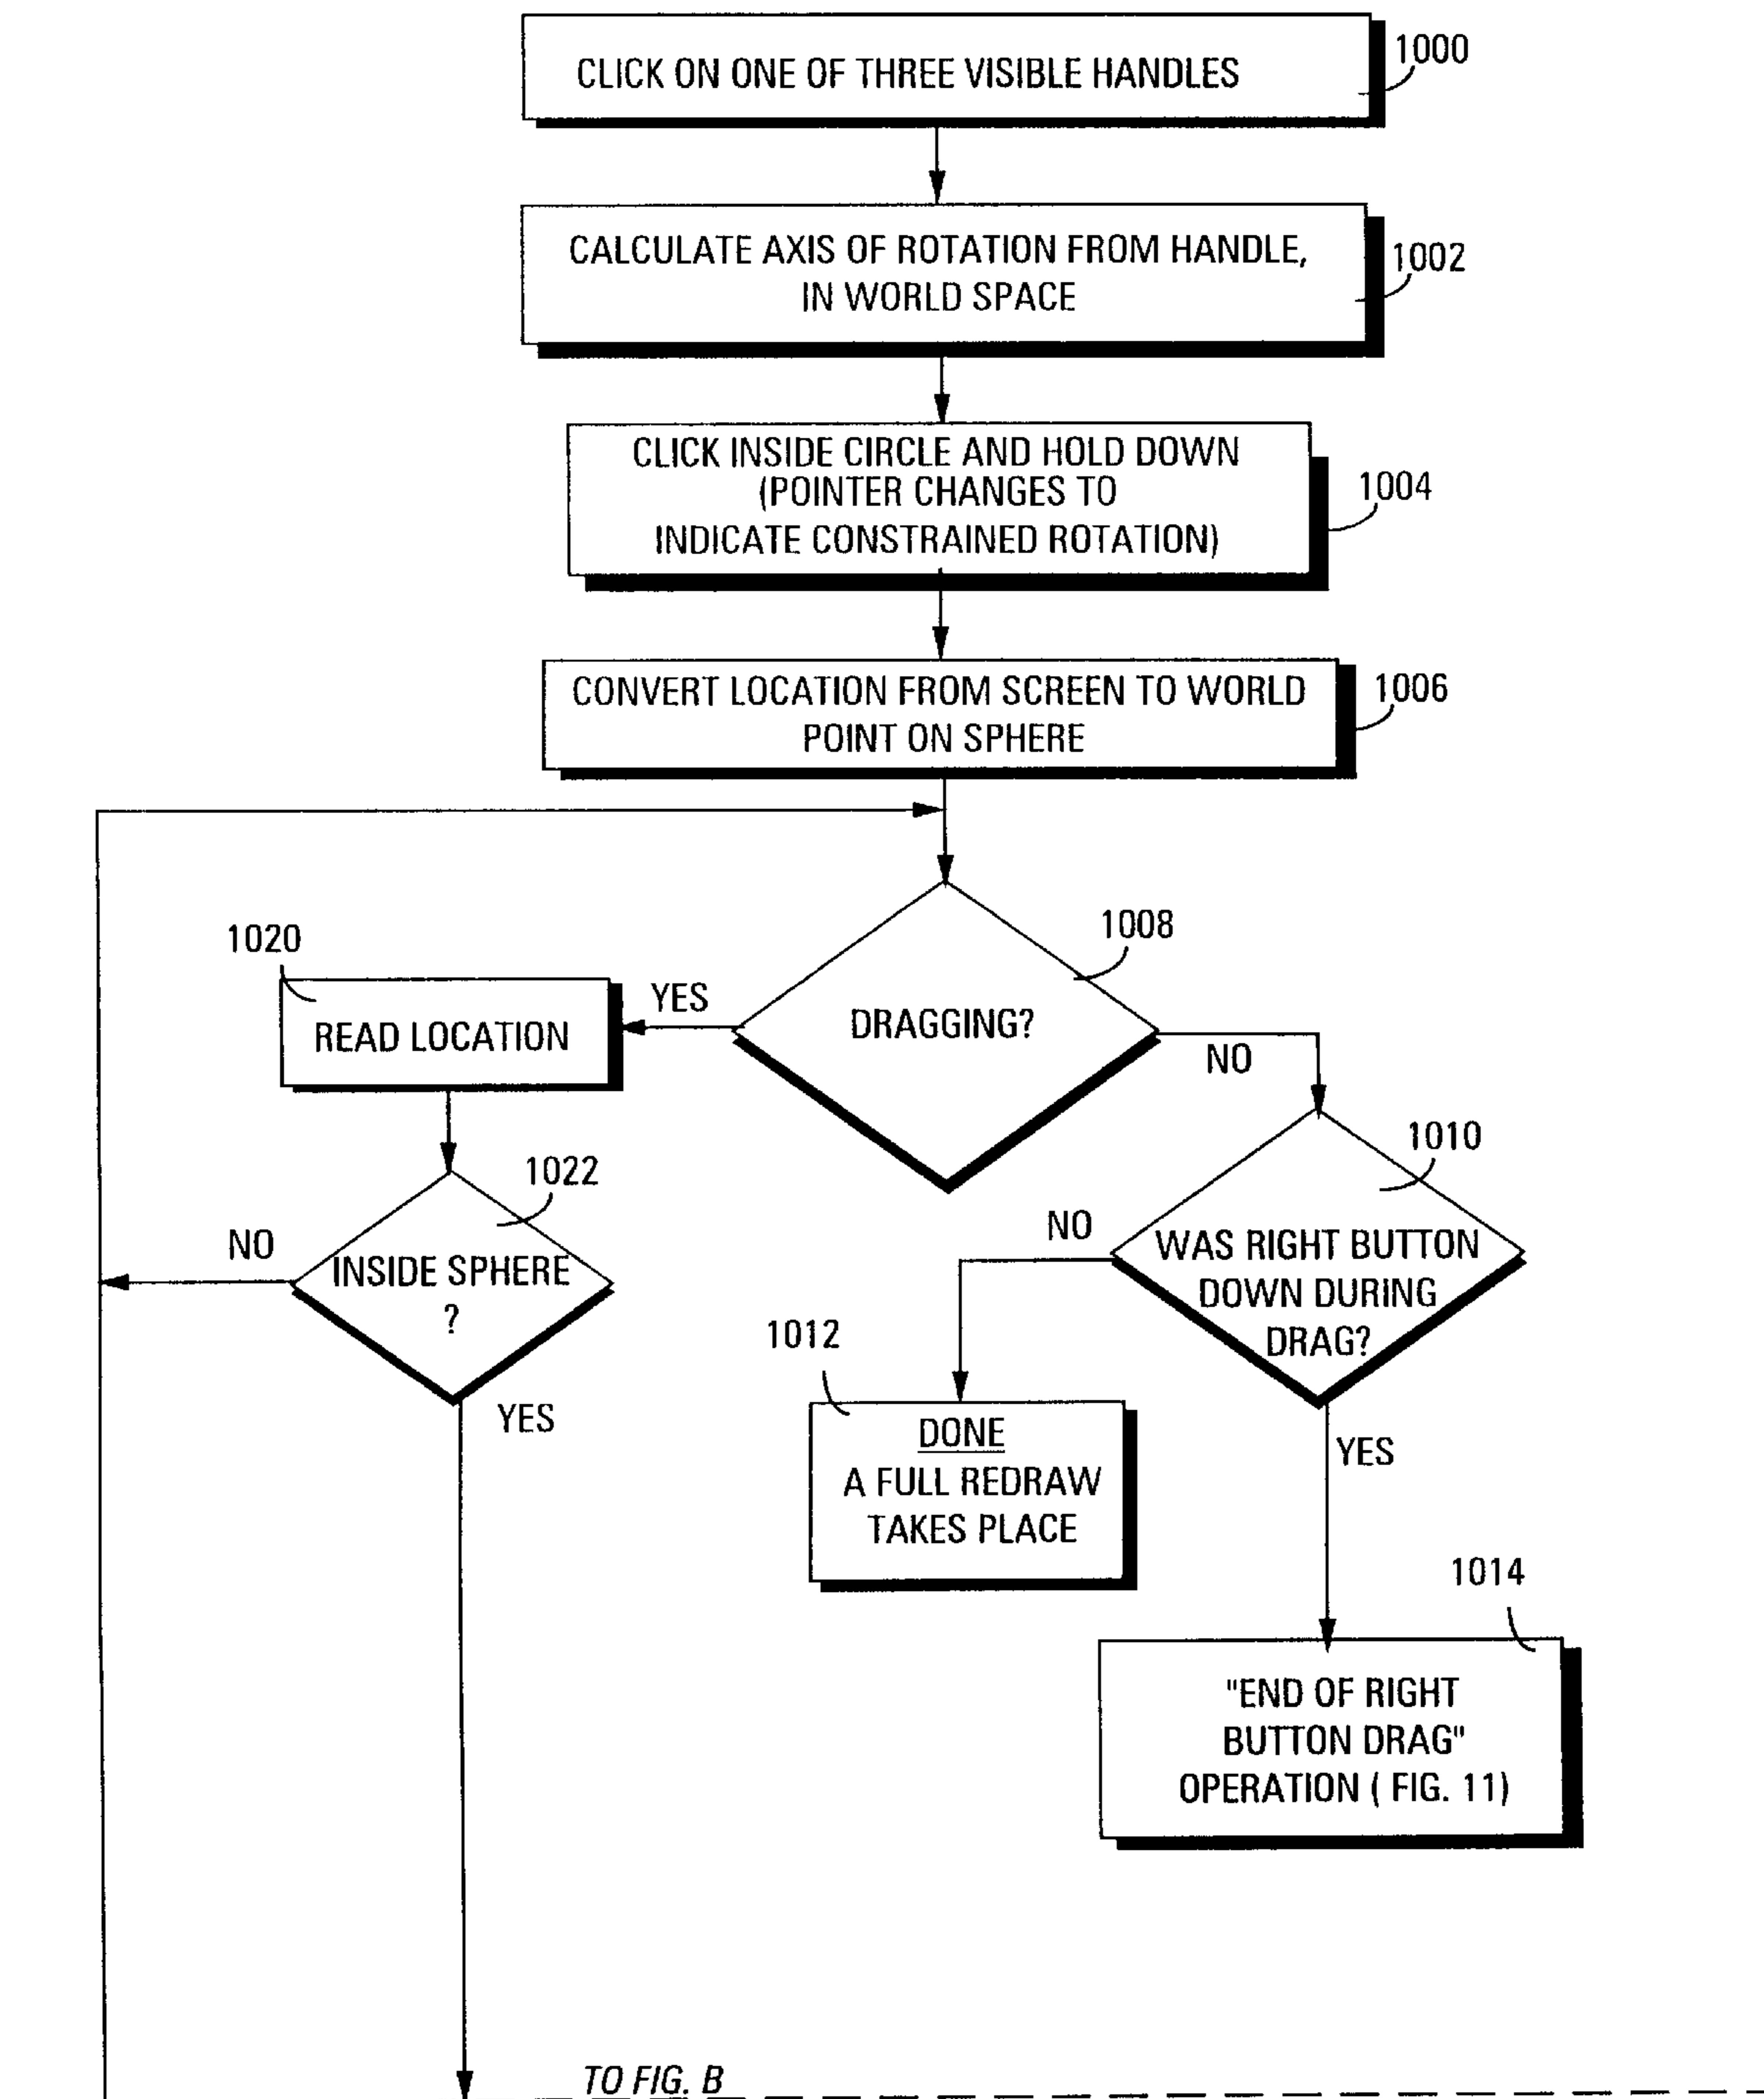 CLICK ON ONE OF THREE VISIBLE HANDLES
1000
CALCULATE AXIS OF ROTATION FROM HANDLE,
IN WORLD SPACE
1002
CLICK INSIDE CIRCLE AND HOLD DOWN
(POINTER CHANGES TO
INDICATE CONSTRAINED ROTATION)
1004
CONVERT LOCATION FROM SCREEN TO WORLD
POINT ON SPHERE
1006
1008
DRAGGING?
YES
NO
1020
READ LOCATION
1022
INSIDE SPHERE
?
NO
YES
1010
WAS RIGHT BUTTON
DOWN DURING
DRAG?
NO
YES
1012
DONE
A FULL REDRAW
TAKES PLACE
1014
"END OF RIGHT
BUTTON DRAG"
OPERATION ( FIG. 11)
TO FIG. B